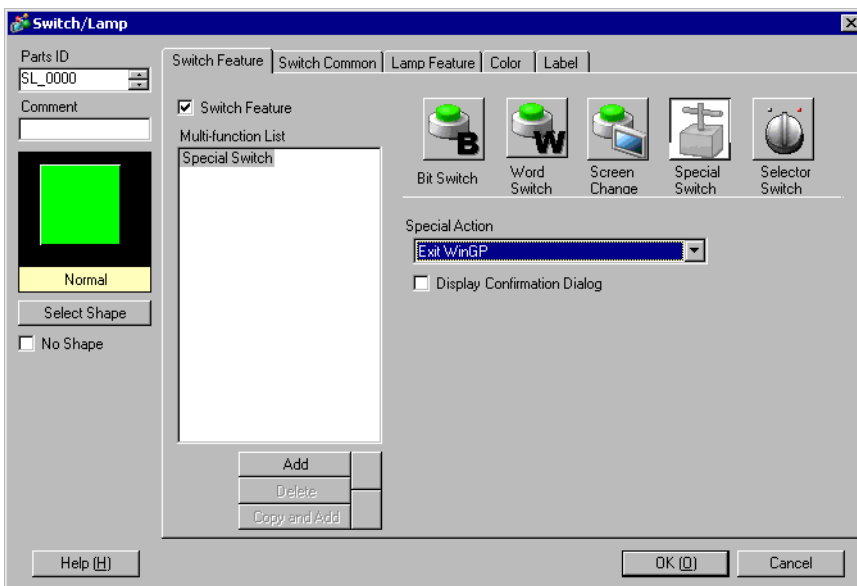 Switch/Lamp
Parts ID
SL_0000
Comment
Normal
Select Shape
No Shape
Switch Feature
Switch Common
Lamp Feature
Color
Label
Switch Feature
Multi-function List
Special Switch
Add
Delete
Copy and Add
B
W
Bit Switch
Word
Switch
Screen
Change
Special
Switch
Selector
Switch
Special Action
Exit WinGP
Display Confirmation Dialog
Help (H)
OK (O)
Cancel